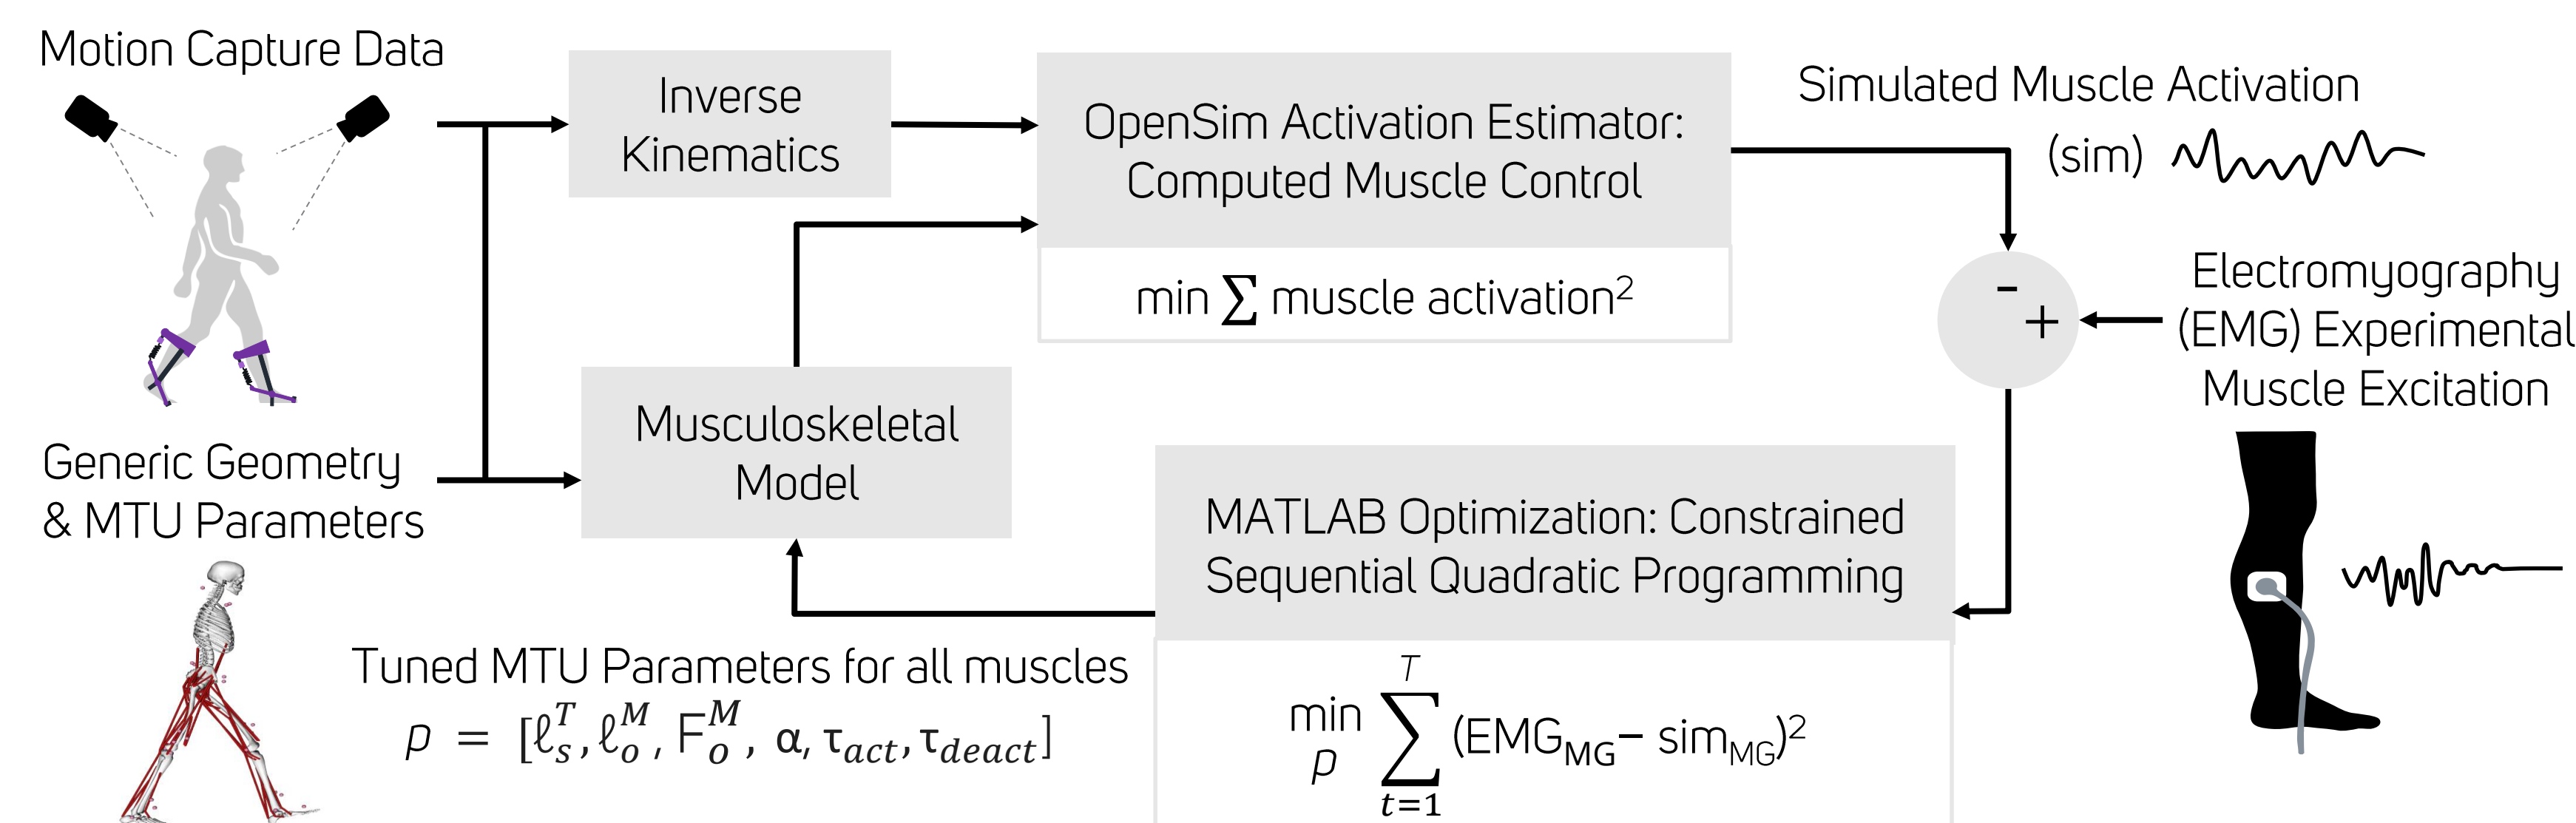 Motion Capture Data
Inverse
Kinematics
OpenSim Activation Estimator:
Computed Muscle Control
min ∑ muscle activation²
Simulated Muscle Activation
(sim)
-
+
Electromyography
(EMG) Experimental
Muscle Excitation
Generic Geometry
& MTU Parameters
Musculoskeletal
Model
MATLAB Optimization: Constrained
Sequential Quadratic Programming
min_p ∑_{t=1}^{T} (EMG_MG – sim_MG)²
Tuned MTU Parameters for all muscles
p = [ℓ_s^T, ℓ_o^M, F_o^M, α, τ_act, τ_deact]